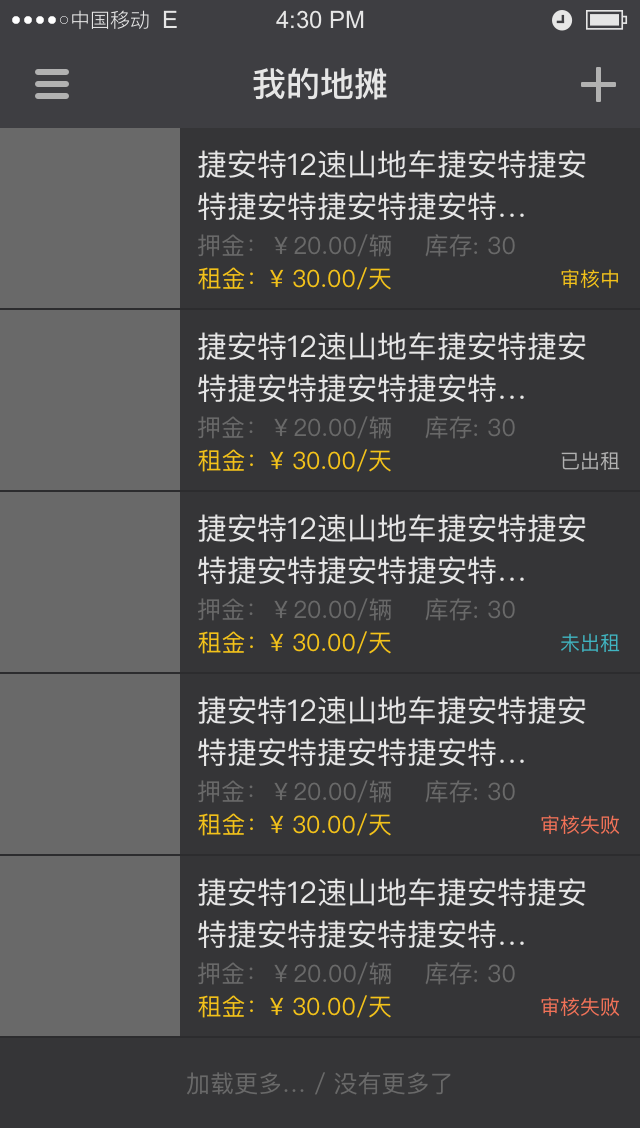 中国移动 E 4:30 PM
我的地摊
捷安特12速山地车捷安特捷安
特捷安特捷安特捷安特...
押金：￥20.00/辆 库存: 30
租金：￥30.00/天 审核中
捷安特12速山地车捷安特捷安
特捷安特捷安特捷安特...
押金：￥20.00/辆 库存: 30
租金：￥30.00/天 已出租
捷安特12速山地车捷安特捷安
特捷安特捷安特捷安特...
押金：￥20.00/辆 库存: 30
租金：￥30.00/天 未出租
捷安特12速山地车捷安特捷安
特捷安特捷安特捷安特...
押金：￥20.00/辆 库存: 30
租金：￥30.00/天 审核失败
捷安特12速山地车捷安特捷安
特捷安特捷安特捷安特...
押金：￥20.00/辆 库存: 30
租金：￥30.00/天 审核失败
加载更多... / 没有更多了